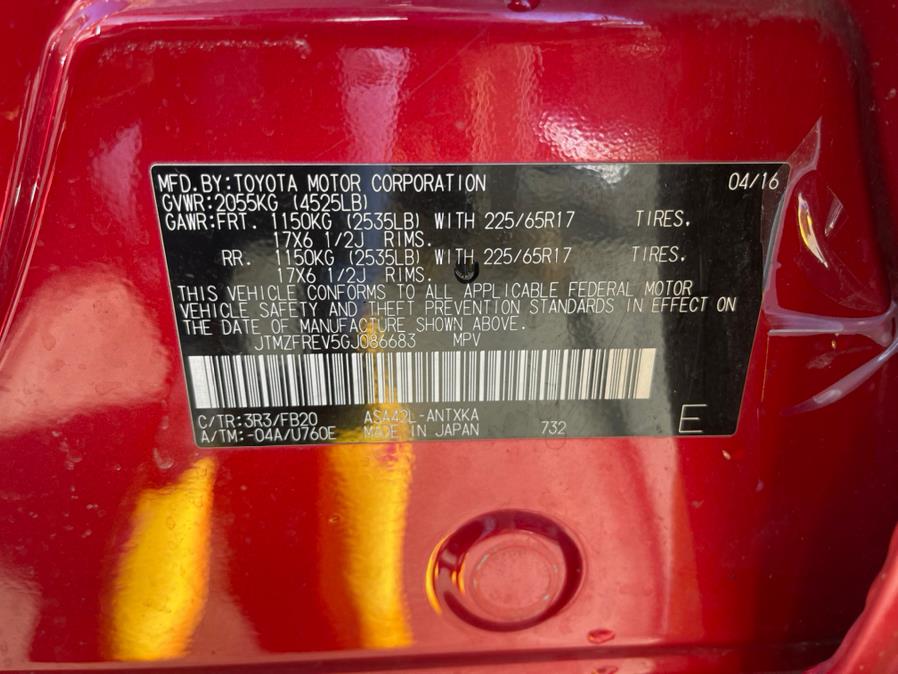 MFD.BY:TOYOTA MOTOR CORPORATION 04/16
GVWR:2055KG (4525LB)
GAWR:FRT. 1150KG (2535LB) WITH 225/65R17 TIRES.
17X6 1/2J RIMS.
RR. 1150KG (2535LB) WITH 225/65R17 TIRES.
17X6 1/2J RIMS.
THIS VEHICLE CONFORMS TO ALL APPLICABLE FEDERAL MOTOR
VEHICLE SAFETY AND THEFT PREVENTION STANDARDS IN EFFECT ON
THE DATE OF MANUFACTURE SHOWN ABOVE.
JTMZFREV5GJ086683 MPV
C/TR:3R3/FB20 ASA42L-ANTXKA
A/TM:-04A/U760E MADE IN JAPAN 732 E